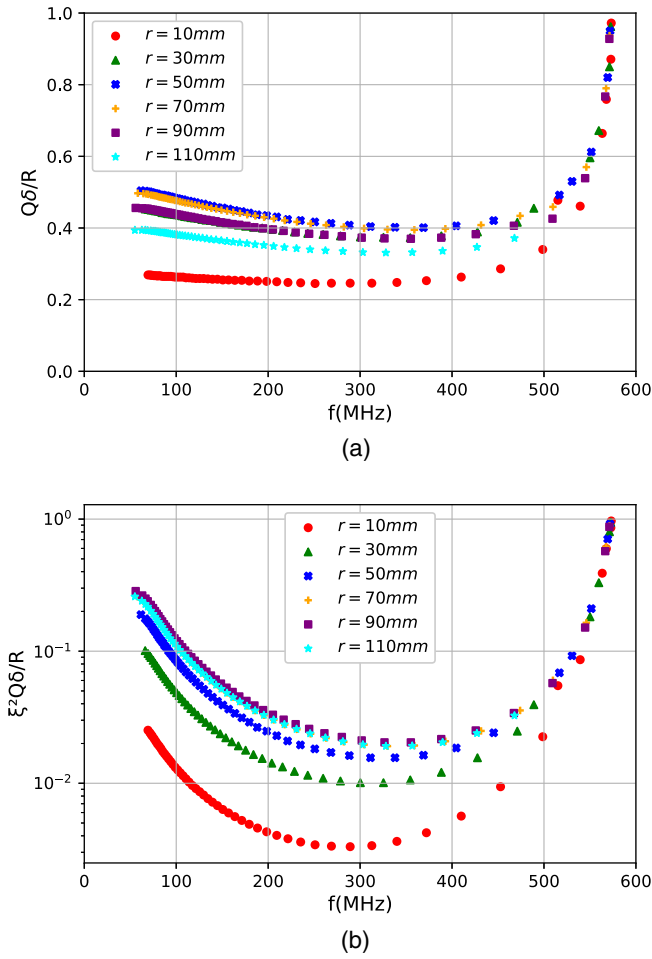 1.0
0.8
0.6
0.4
0.2
0.0
Qδ/R
r = 10mm
r = 30mm
r = 50mm
r = 70mm
r = 90mm
r = 110mm
0 100 200 300 400 500 600
f(MHz)
(a)
10⁰
10⁻¹
10⁻²
ξ²Qδ/R
r = 10mm
r = 30mm
r = 50mm
r = 70mm
r = 90mm
r = 110mm
0 100 200 300 400 500 600
f(MHz)
(b)